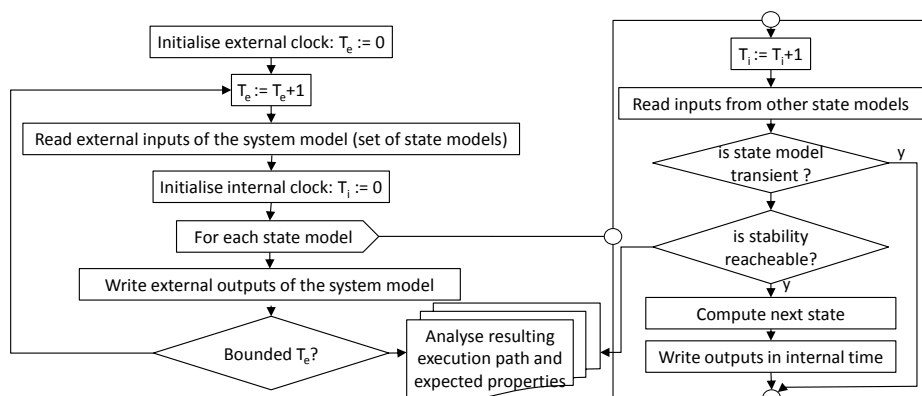 Initialise external clock: Te := 0
Te := Te+1
Read external inputs of the system model (set of state models)
Initialise internal clock: Ti := 0
For each state model
Write external outputs of the system model
Bounded Te?
Analyse resulting
execution path and
expected properties
Ti := Ti+1
Read inputs from other state models
is state model
transient ?
y
is stability
reacheable?
y
Compute next state
Write outputs in internal time